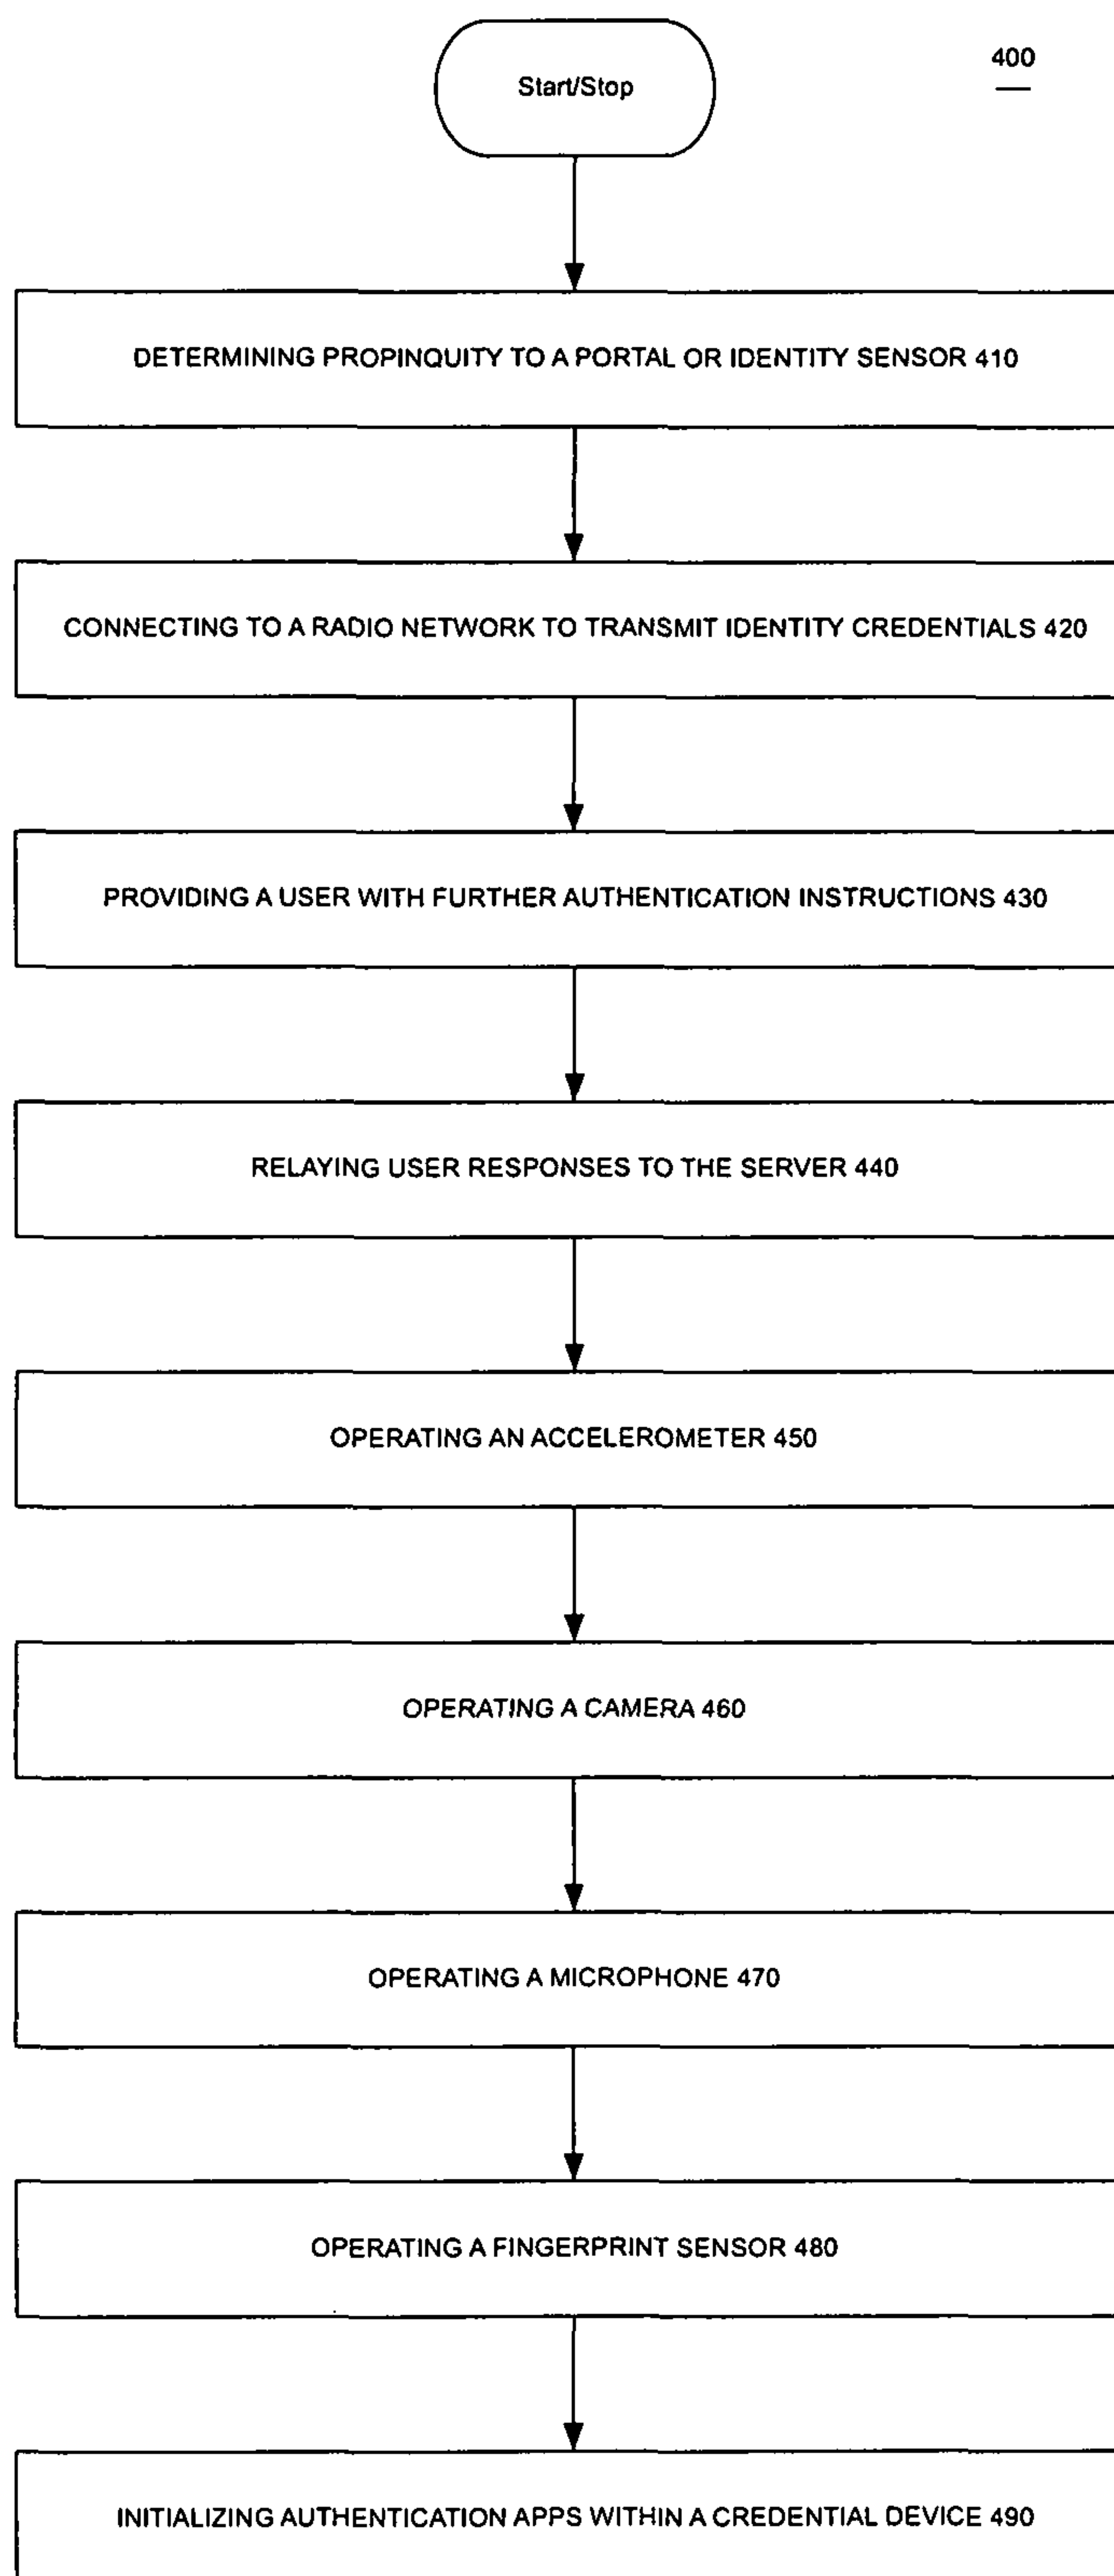 400
Start/Stop
DETERMINING PROPINQUITY TO A PORTAL OR IDENTITY SENSOR 410
CONNECTING TO A RADIO NETWORK TO TRANSMIT IDENTITY CREDENTIALS 420
PROVIDING A USER WITH FURTHER AUTHENTICATION INSTRUCTIONS 430
RELAYING USER RESPONSES TO THE SERVER 440
OPERATING AN ACCELEROMETER 450
OPERATING A CAMERA 460
OPERATING A MICROPHONE 470
OPERATING A FINGERPRINT SENSOR 480
INITIALIZING AUTHENTICATION APPS WITHIN A CREDENTIAL DEVICE 490